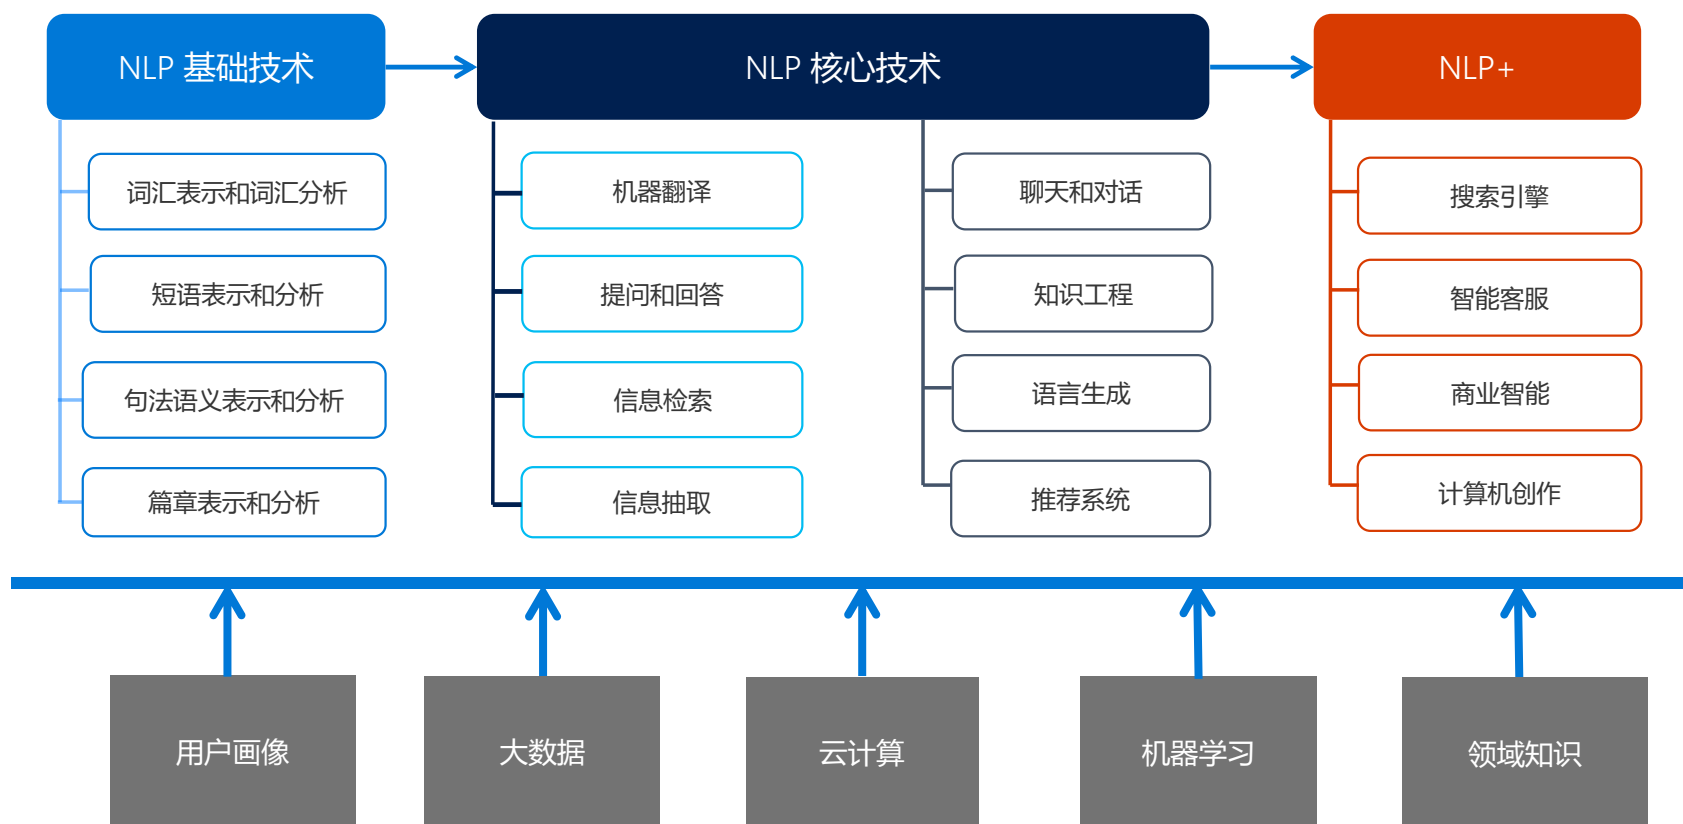 NLP 基础技术
NLP 核心技术
NLP+
词汇表示和词汇分析
短语表示和分析
句法语义表示和分析
篇章表示和分析
机器翻译
提问和回答
信息检索
信息抽取
聊天和对话
知识工程
语言生成
推荐系统
搜索引擎
智能客服
商业智能
计算机创作
用户画像
大数据
云计算
机器学习
领域知识